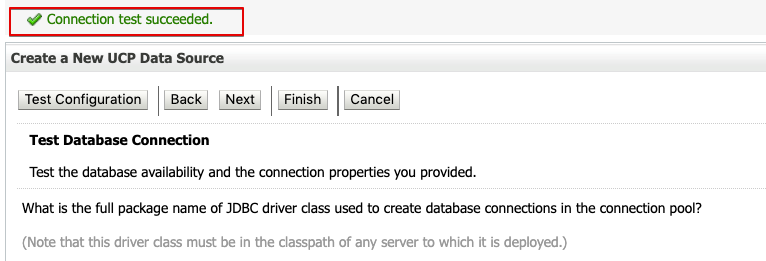 Connection test succeeded.
Create a New UCP Data Source
Test Configuration Back Next Finish Cancel
Test Database Connection
Test the database availability and the connection properties you provided.
What is the full package name of JDBC driver class used to create database connections in the connection pool?
(Note that this driver class must be in the classpath of any server to which it is deployed.)